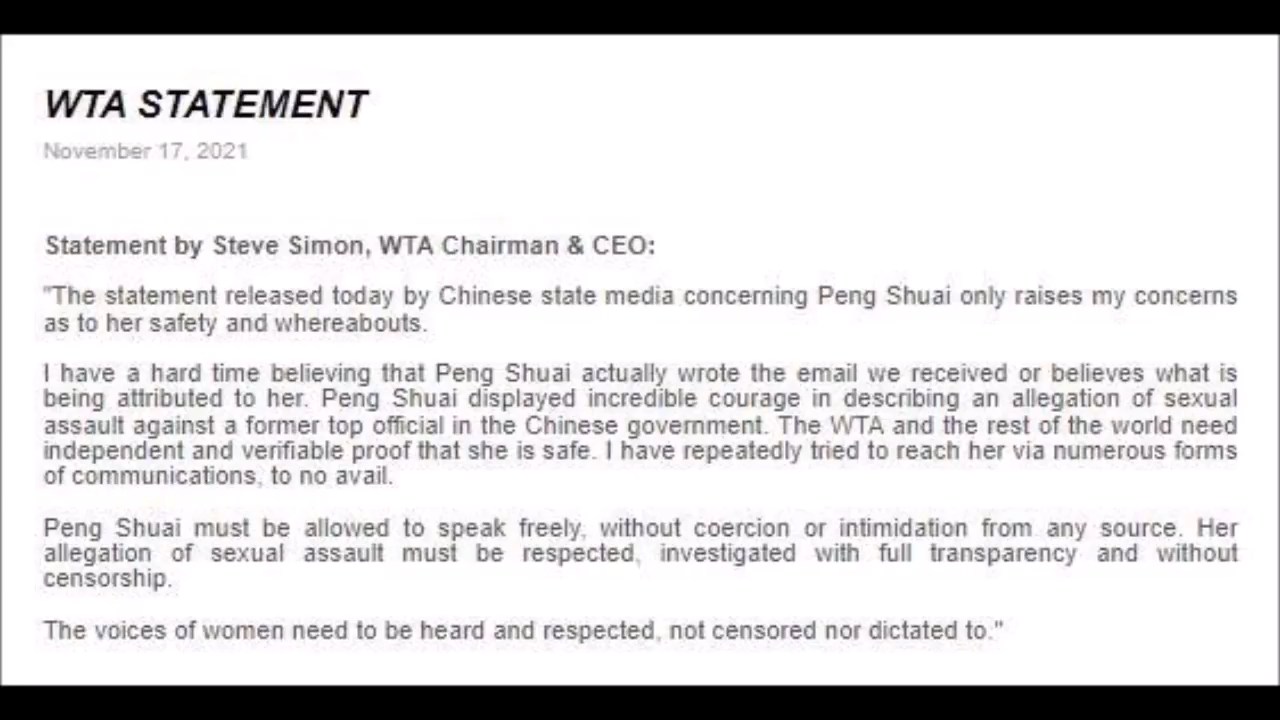 WTA STATEMENT
November 17, 2021
Statement by Steve Simon, WTA Chairman & CEO:
"The statement released today by Chinese state media concerning Peng Shuai only raises my concerns
as to her safety and whereabouts.
I have a hard time believing that Peng Shuai actually wrote the email we received or believes what is
being attributed to her. Peng Shuai displayed incredible courage in describing an allegation of sexual
assault against a former top official in the Chinese government. The WTA and the rest of the world need
independent and verifiable proof that she is safe. I have repeatedly tried to reach her via numerous forms
of communications, to no avail.
Peng Shuai must be allowed to speak freely, without coercion or intimidation from any source. Her
allegation of sexual assault must be respected, investigated with full transparency and without
censorship.
The voices of women need to be heard and respected, not censored nor dictated to."